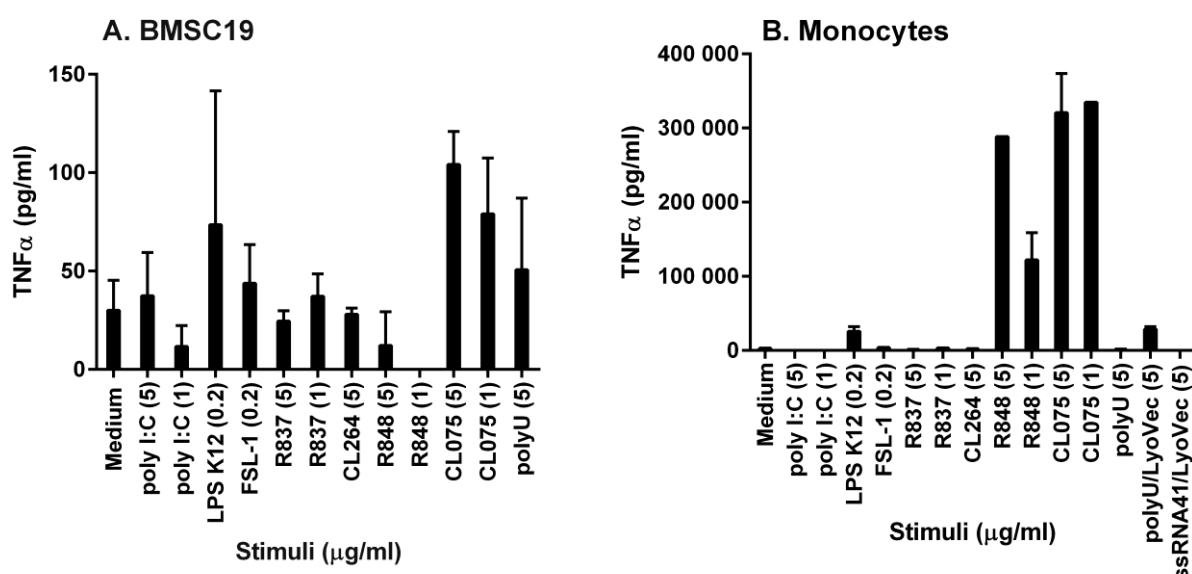 A. BMSC19
TNFα (pg/ml)
150
100
50
0
Medium
poly I:C (5)
poly I:C (1)
LPS K12 (0.2)
FSL-1 (0.2)
R837 (5)
R837 (1)
CL264 (5)
R848 (5)
R848 (1)
CL075 (5)
CL075 (1)
polyU (5)
Stimuli (μg/ml)
B. Monocytes
TNFα (pg/ml)
400 000
300 000
200 000
100 000
0
Medium
poly I:C (5)
poly I:C (1)
LPS K12 (0.2)
FSL-1 (0.2)
R837 (5)
R837 (1)
CL264 (5)
R848 (5)
R848 (1)
CL075 (5)
CL075 (1)
polyU (5)
polyU/LyoVec (5)
ssRNA41/LyoVec (5)
Stimuli (μg/ml)